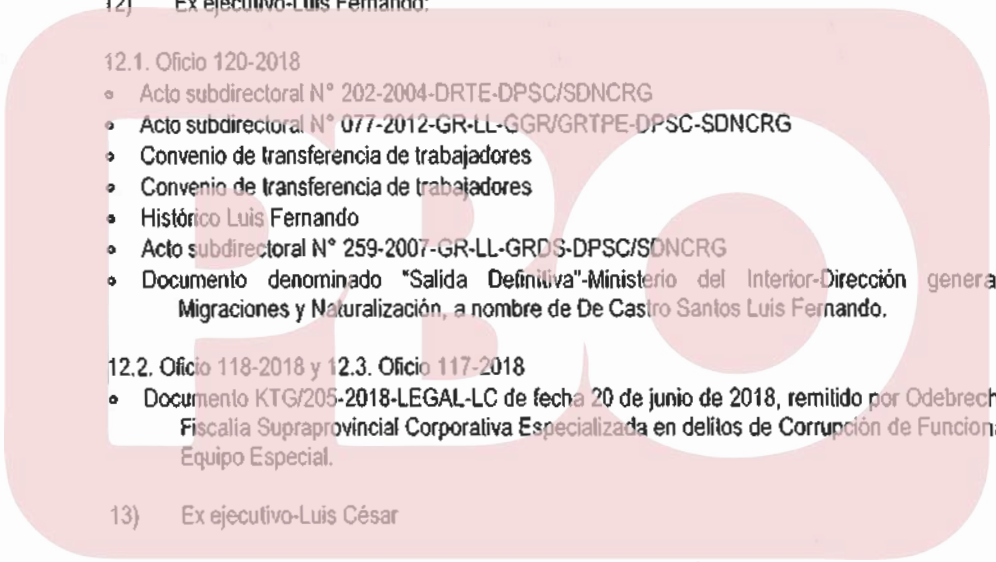 12) Ex ejecutivo-Luis Fernando:
12.1. Oficio 120-2018
• Acto subdirectoral N° 202-2004-DRTE-DPSC/SDNCRG
• Acto subdirectoral N° 077-2012-GR-LL-GGR/GRTPE-DPSC-SDNCRG
• Convenio de transferencia de trabajadores
• Convenio de transferencia de trabajadores
• Histórico Luis Fernando
• Acto subdirectoral N° 259-2007-GR-LL-GRDS-DPSC/SDNCRG
• Documento denominado "Salida Definitiva"-Ministerio del Interior-Dirección genera
Migraciones y Naturalización, a nombre de De Castro Santos Luis Fernando.
12.2. Oficio 118-2018 y 12.3. Oficio 117-2018
• Documento KTG/205-2018-LEGAL-LC de fecha 20 de junio de 2018, remitido por Odebrech
Fiscalía Supraprovincial Corporativa Especializada en delitos de Corrupción de Funciona
Equipo Especial.
13) Ex ejecutivo-Luis César
PBO